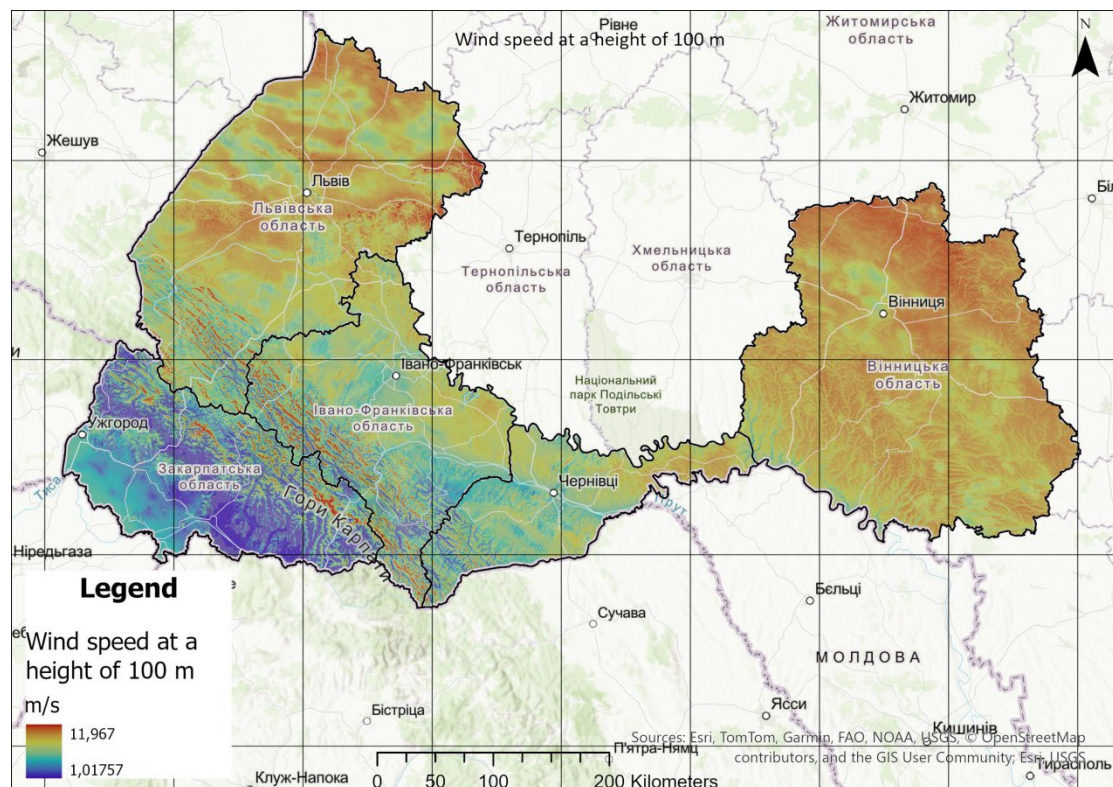 Рівне
Wind speed at a height of 100 m
Житомирська
область
N
Житомир
Жешув
Львів
Львівська
область
Тернопіль
Тернопільська
область
Хмельницька
область
Біл
Вінниця
Вінницька
область
и
Івано-Франківськ
Івано-Франківська
область
Національний
парк Подільські
Товтри
Ужгород
Закарпатська
область
Гори Карпати
Тиса
Чернівці
Прут
Ніредьгаза
Бєльці
Сучава
МОЛДОВА
Ясси
Кишинів
Бістріца
П'ятра-Нямц
Клуж-Напока
Тирасполь
Legend
Wind speed at a
height of 100 m
m/s
11,967
1,01757
0 50 100 200 Kilometers
Sources: Esri, TomTom, Garmin, FAO, NOAA, USGS, © OpenStreetMap
contributors, and the GIS User Community; Esri, USGS